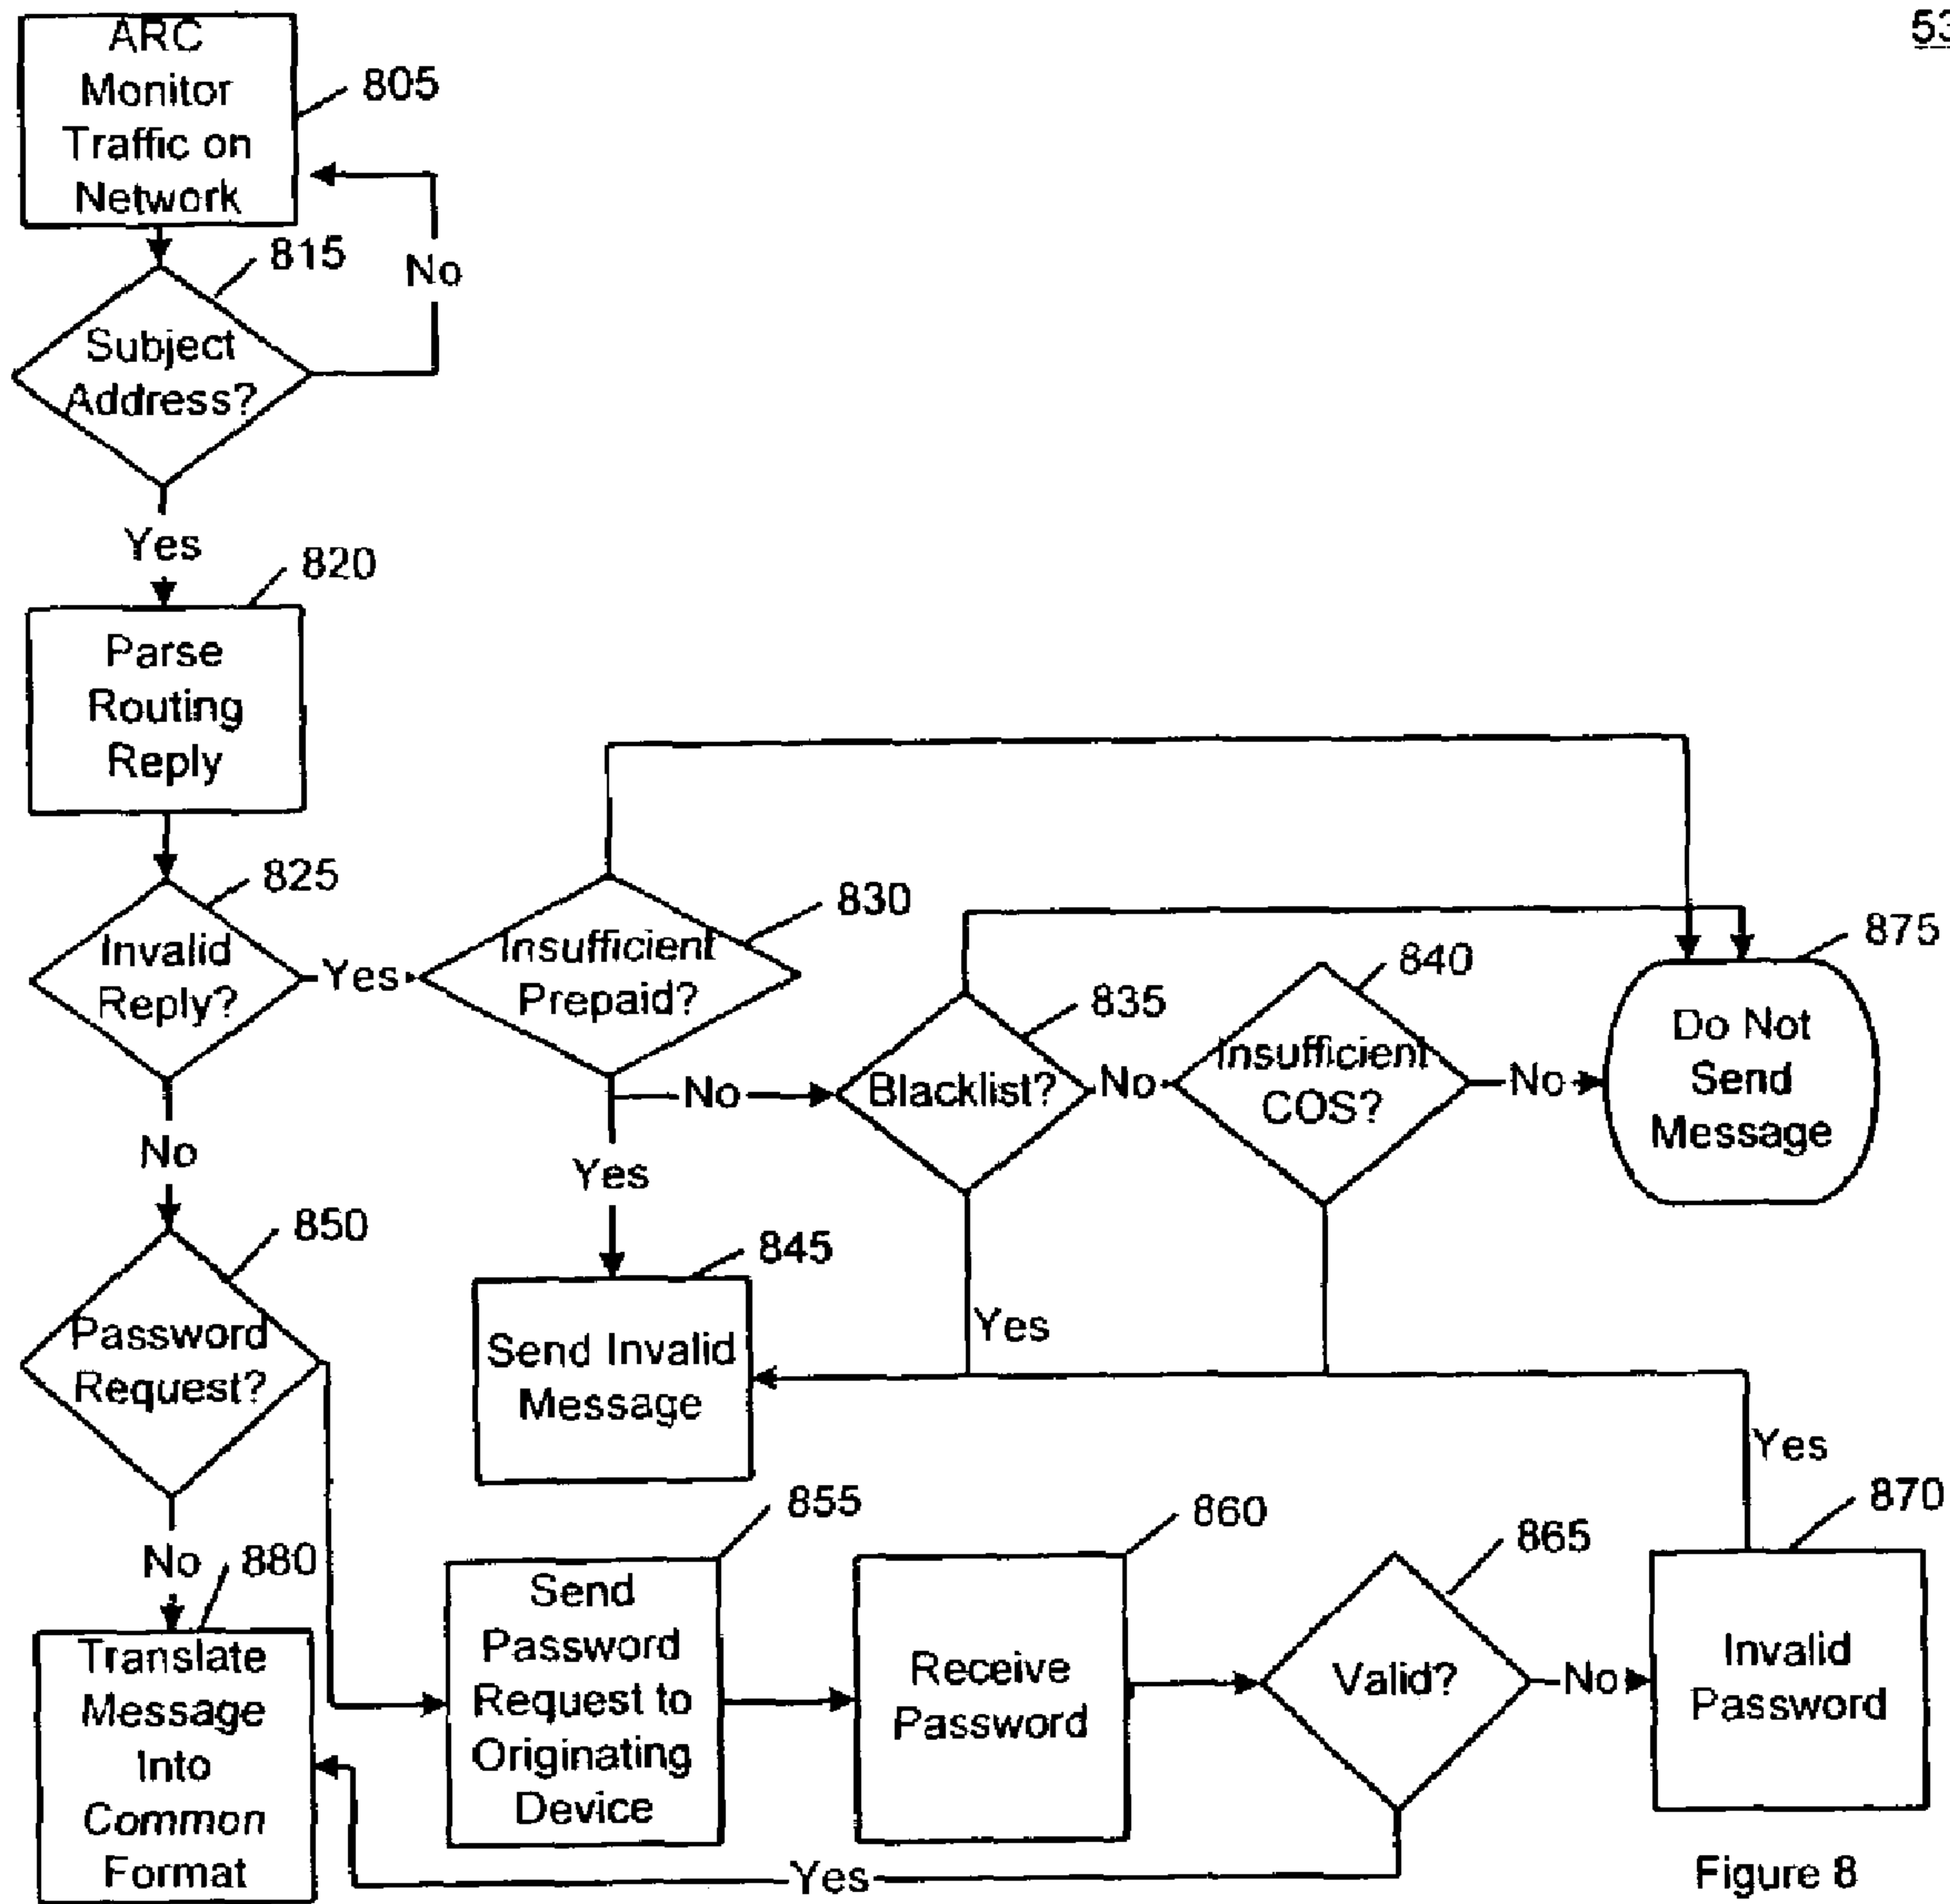 53
ARC
Monitor
Traffic on
Network
805
815
No
Subject
Address?
Yes
820
Parse
Routing
Reply
825
Invalid
Reply?
Yes
830
Insufficient
Prepaid?
No
835
Blacklist?
No
840
Insufficient
COS?
No
875
Do Not
Send
Message
No
Yes
845
Send Invalid
Message
Yes
850
Password
Request?
Yes
No
880
Translate
Message
Into
Common
Format
855
Send
Password
Request to
Originating
Device
860
Receive
Password
865
Valid?
No
870
Invalid
Password
Yes
Figure 8